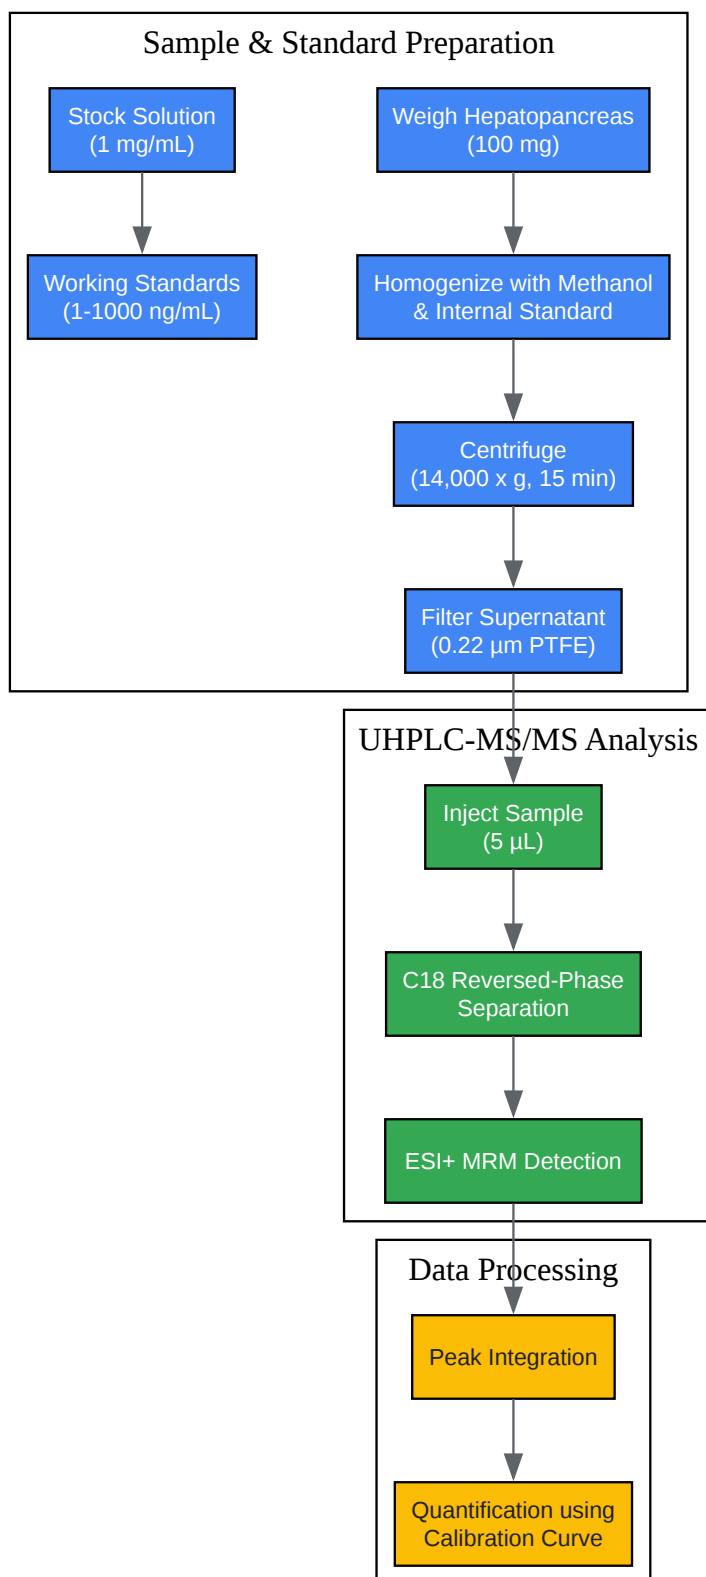 Sample & Standard Preparation
Stock Solution
(1 mg/mL)
Working Standards
(1-1000 ng/mL)
Weigh Hepatopancreas
(100 mg)
Homogenize with Methanol
& Internal Standard
Centrifuge
(14,000 x g, 15 min)
Filter Supernatant
(0.22 µm PTFE)
UHPLC-MS/MS Analysis
Inject Sample
(5 µL)
C18 Reversed-Phase
Separation
ESI+ MRM Detection
Data Processing
Peak Integration
Quantification using
Calibration Curve